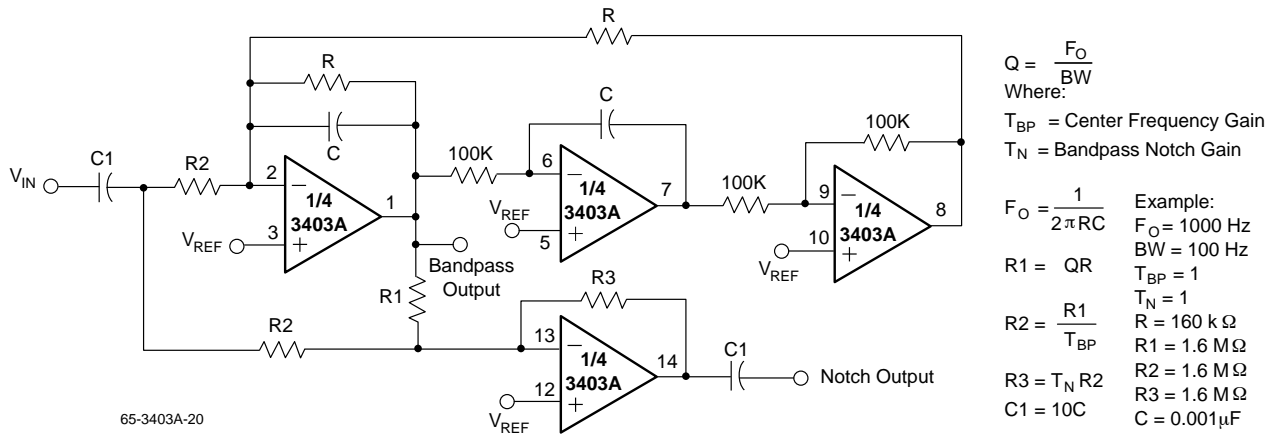 R
R
C
C1
V_IN
R2
2
−
1/4
3403A
1
3
+
V_REF
C
100K
6
−
1/4
3403A
7
V_REF
5
+
100K
100K
9
−
1/4
3403A
8
10
+
V_REF
Bandpass
Output
R1
R2
R3
13
−
1/4
3403A
14
12
+
V_REF
C1
Notch Output
65-3403A-20
Q = F_O / BW
Where:
T_BP = Center Frequency Gain
T_N = Bandpass Notch Gain
F_O = 1 / 2πRC
R1 = QR
R2 = R1 / T_BP
R3 = T_N R2
C1 = 10C
Example:
F_O = 1000 Hz
BW = 100 Hz
T_BP = 1
T_N = 1
R = 160 k Ω
R1 = 1.6 M Ω
R2 = 1.6 M Ω
R3 = 1.6 M Ω
C = 0.001µF